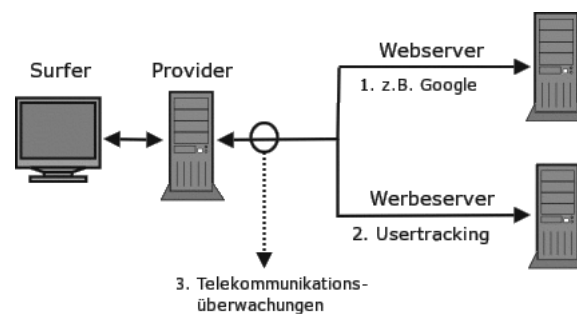 Surfer
Provider
Webserver
1. z.B. Google
Werbeserver
2. Usertracking
3. Telekommunikations-
überwachungen